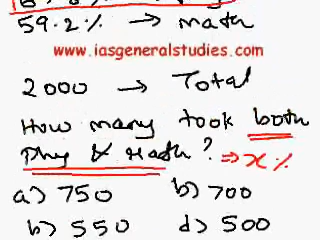 59.2% → math
www.iasgeneralstudies.com
2000 → Total
How many took both
Phy & Math? ⇒ x%
a) 750 b) 700
b) 550 d) 500